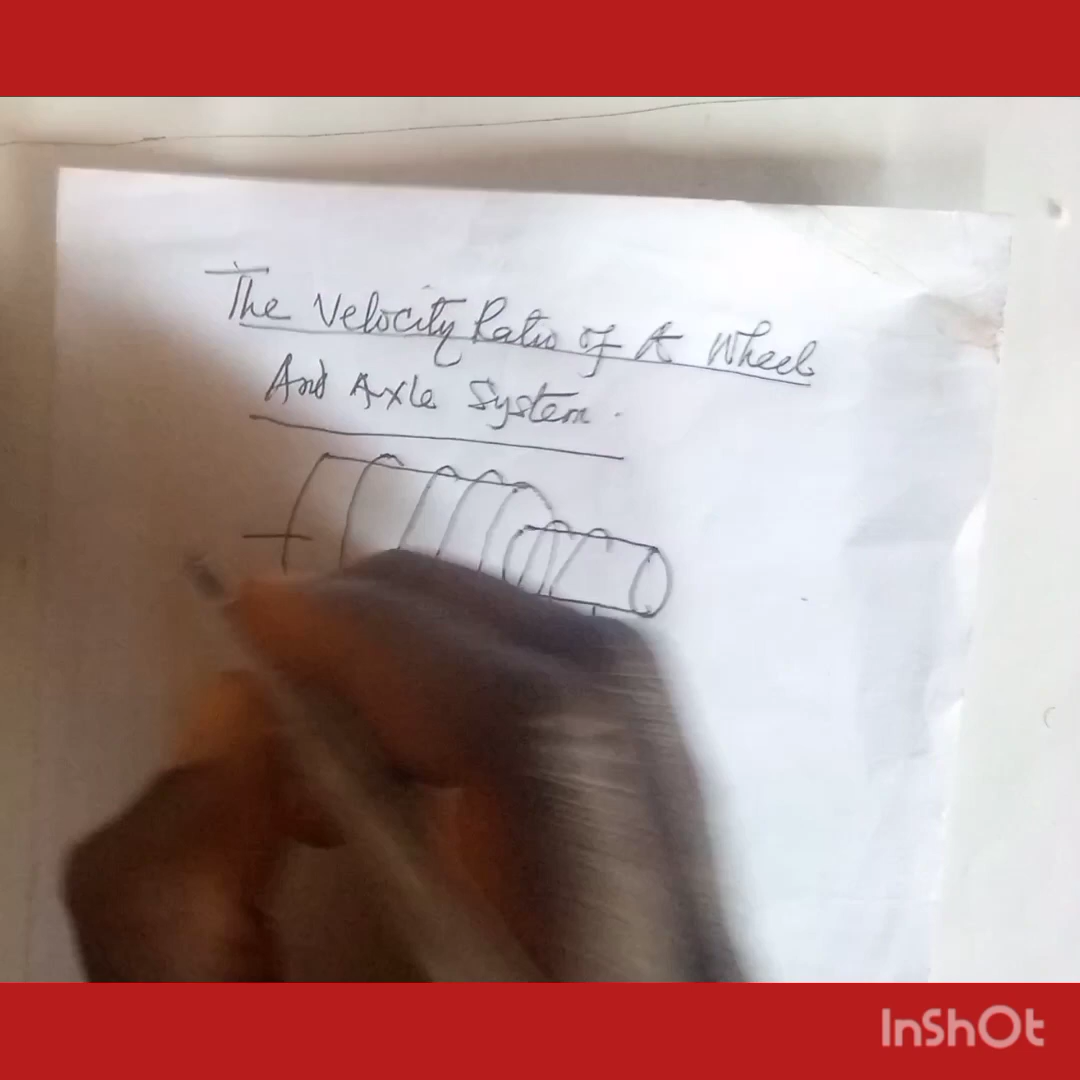 The Velocity Ratio of A Wheel
And Axle System.
InShOt